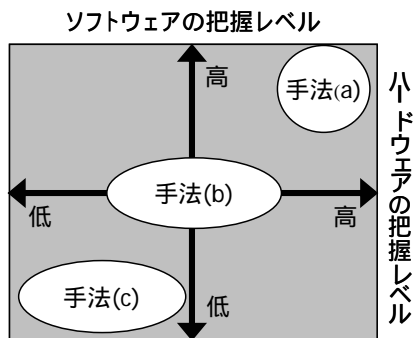 ソフトウェアの把握レベル
高
手法(a)
手法(b)
低
高
手法(c)
低
ハードウェアの把握レベル